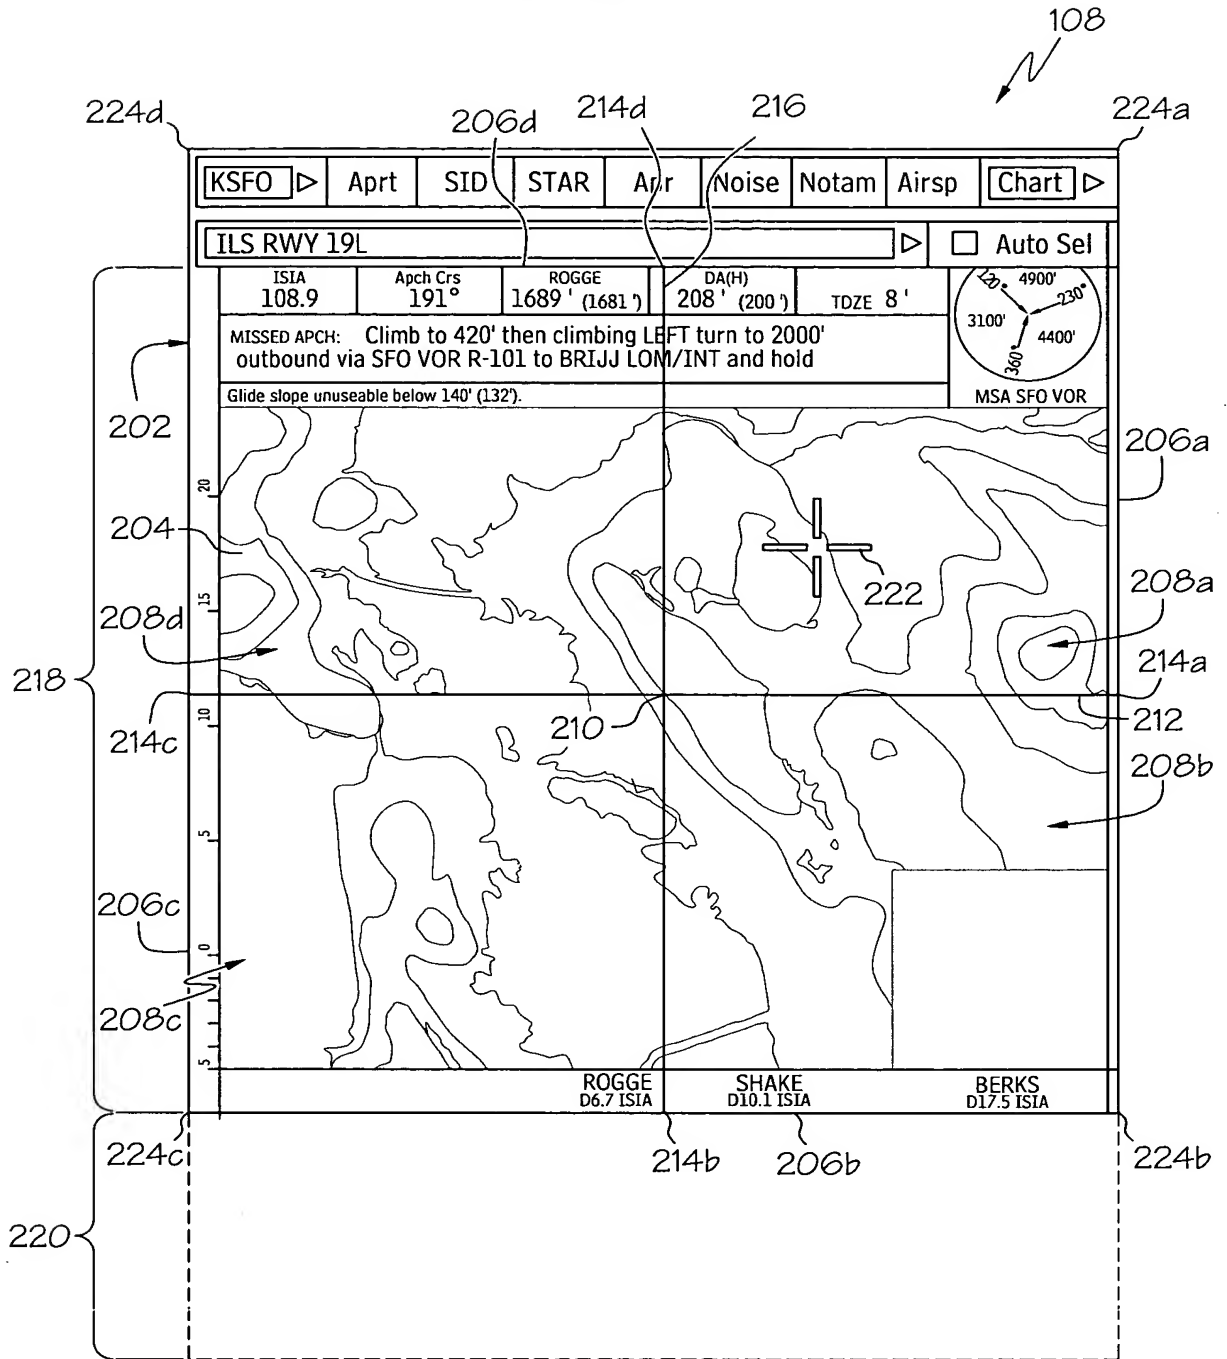 108
224d
206d
214d
216
224a
KSFO Aprt SID STAR Apr Noise Notam Airsp Chart
ILS RWY 19L Auto Sel
ISIA
108.9
Apch Crs
191°
ROGGE
1689' (1681')
DA(H)
208' (200')
TDZE 8'
120°
4900'
230°
3100'
4400'
360°
MSA SFO VOR
MISSED APCH: Climb to 420' then climbing LEFT turn to 2000'
outbound via SFO VOR R-101 to BRIJJ LOM/INT and hold
Glide slope unuseable below 140' (132').
202
206a
20
204
222
208a
15
208d
218
214a
210
212
214c
10
208b
5
206c
0
208c
5
ROGGE
D6.7 ISIA
SHAKE
D10.1 ISIA
BERKS
D17.5 ISIA
224c
214b
206b
224b
220